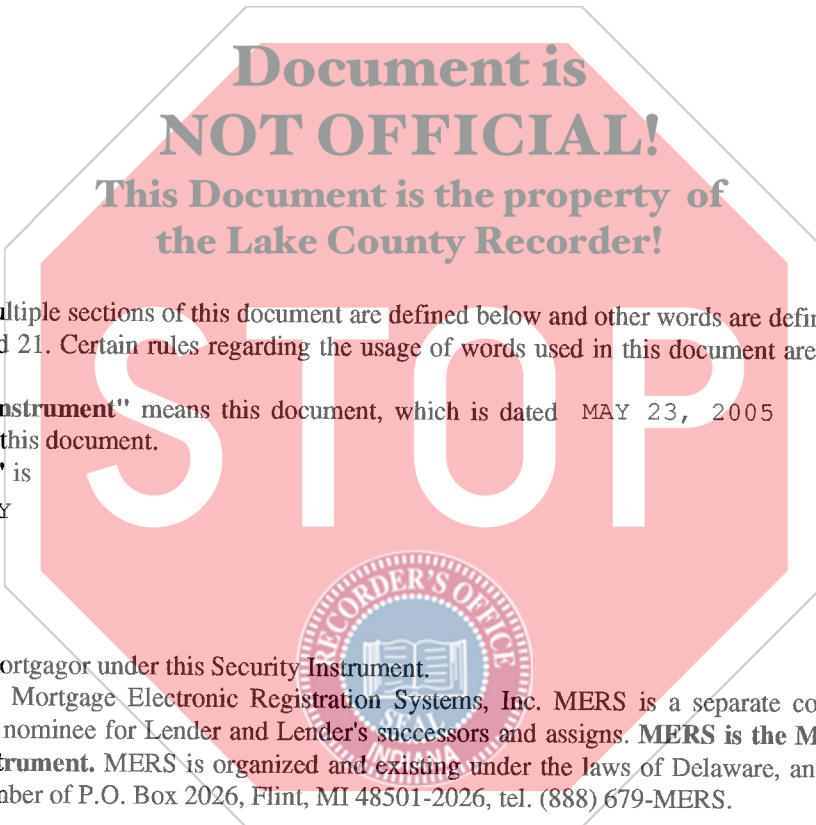 Document is
NOT OFFICIAL!
This Document is the property of
the Lake County Recorder!
ultiple sections of this document are defined below and other words are defin
d 21. Certain rules regarding the usage of words used in this document are
nstrument" means this document, which is dated MAY 23, 2005
this document.
" is
Y
STOP
RECORDER'S OFFICE
SEAL
INDIANA
ortgagor under this Security Instrument.
Mortgage Electronic Registration Systems, Inc. MERS is a separate co
nominee for Lender and Lender's successors and assigns. MERS is the M
trument. MERS is organized and existing under the laws of Delaware, an
nber of P.O. Box 2026, Flint, MI 48501-2026, tel. (888) 679-MERS.